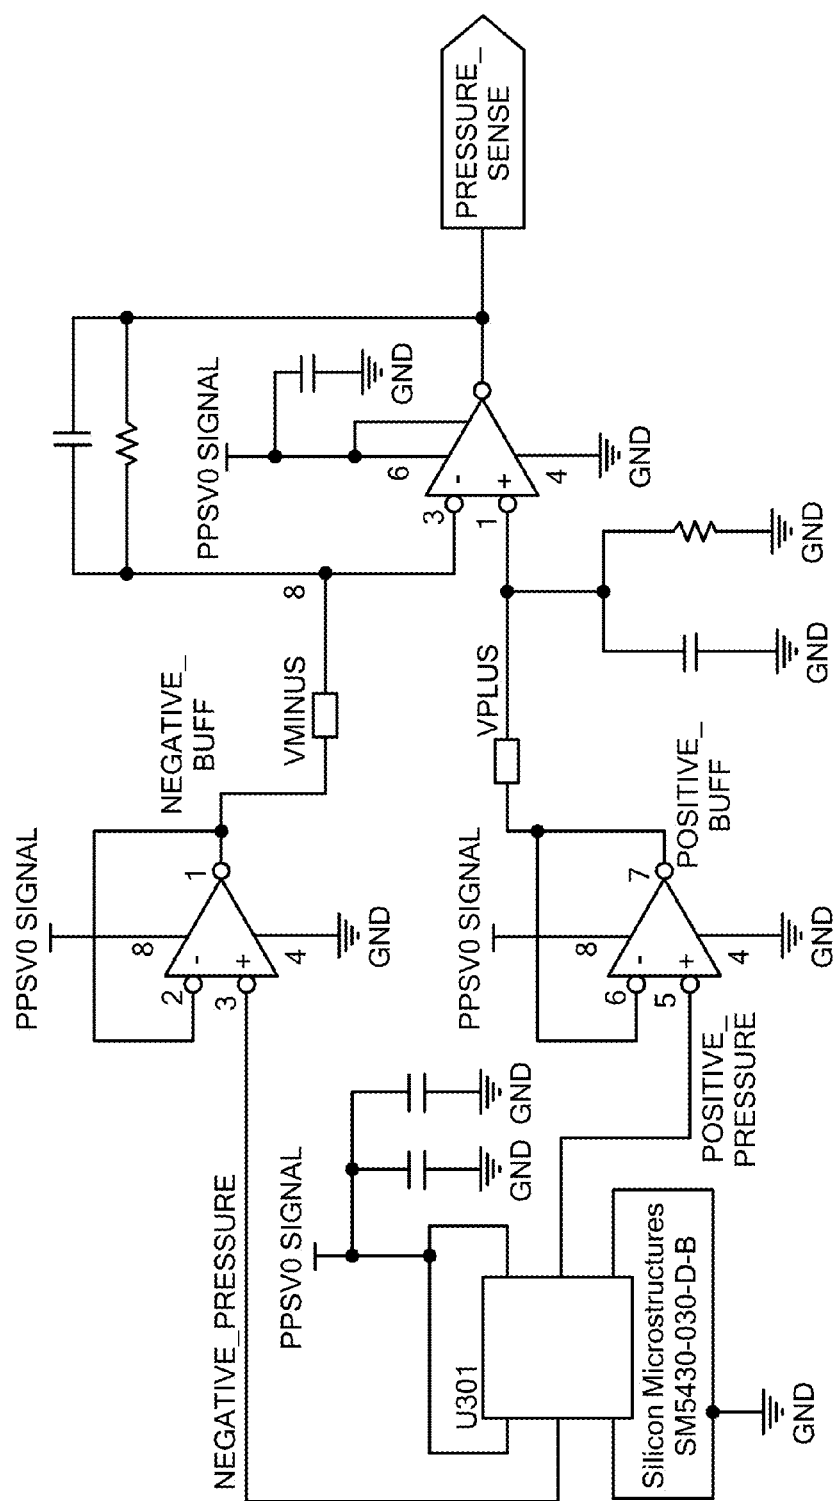 PRESSURE_
SENSE
PPSV0 SIGNAL
GND
6
-
3
+
1
4
GND
8
GND
GND
VMINUS
NEGATIVE_
BUFF
VPLUS
POSITIVE_
BUFF
PPSV0 SIGNAL
1
8
-
2
+
3
4
GND
PPSV0 SIGNAL
7
8
-
6
+
5
4
GND
NEGATIVE_PRESSURE
PPSV0 SIGNAL
GND
GND
POSITIVE_
PRESSURE
U301
Silicon Microstructures
SM5430-030-D-B
GND